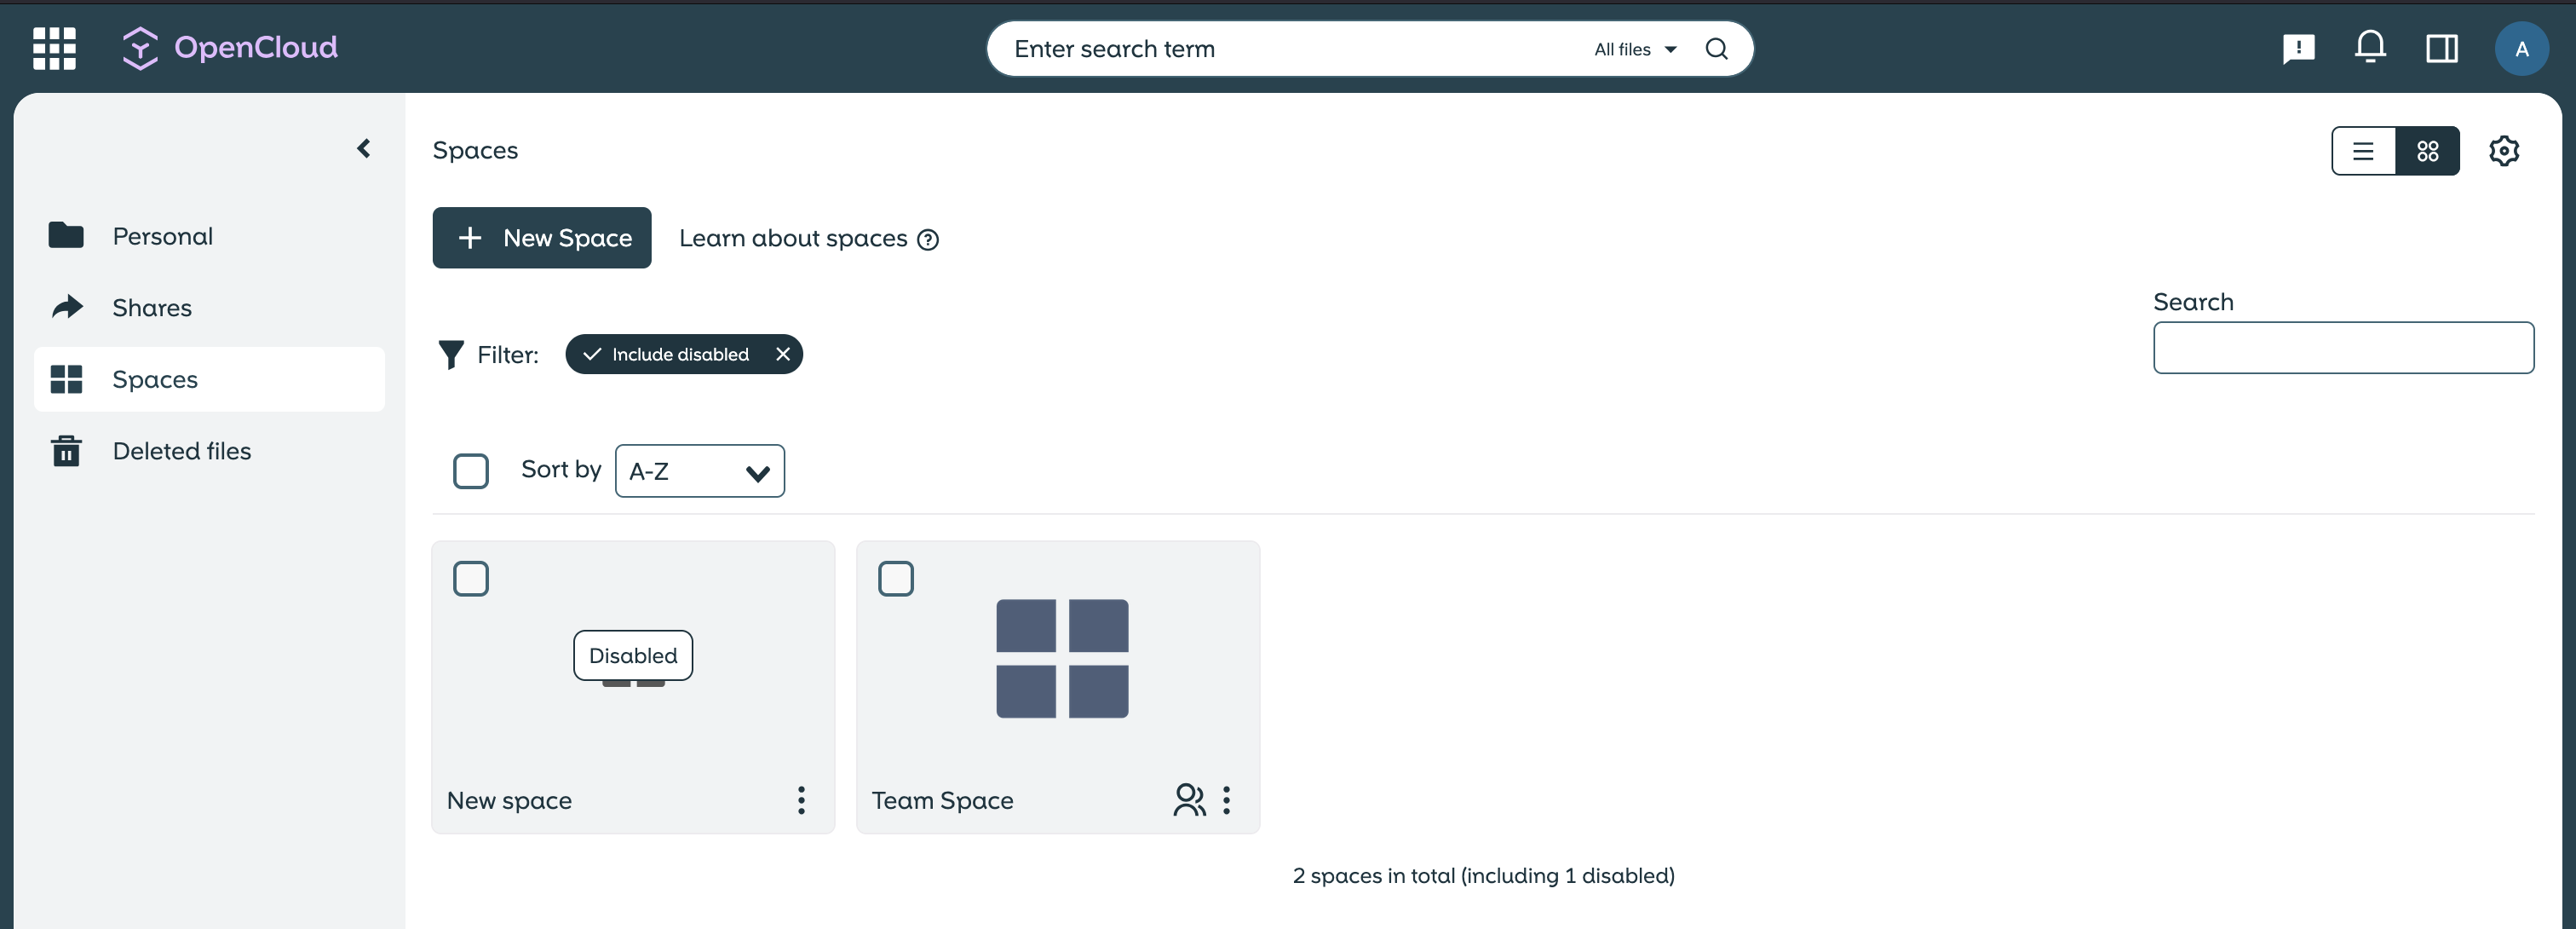 OpenCloud
Enter search term
All files
A
Spaces
Personal
Shares
Spaces
Deleted files
New Space
Learn about spaces
Search
Filter:
Include disabled
Sort by
A-Z
Disabled
New space
Team Space
2 spaces in total (including 1 disabled)